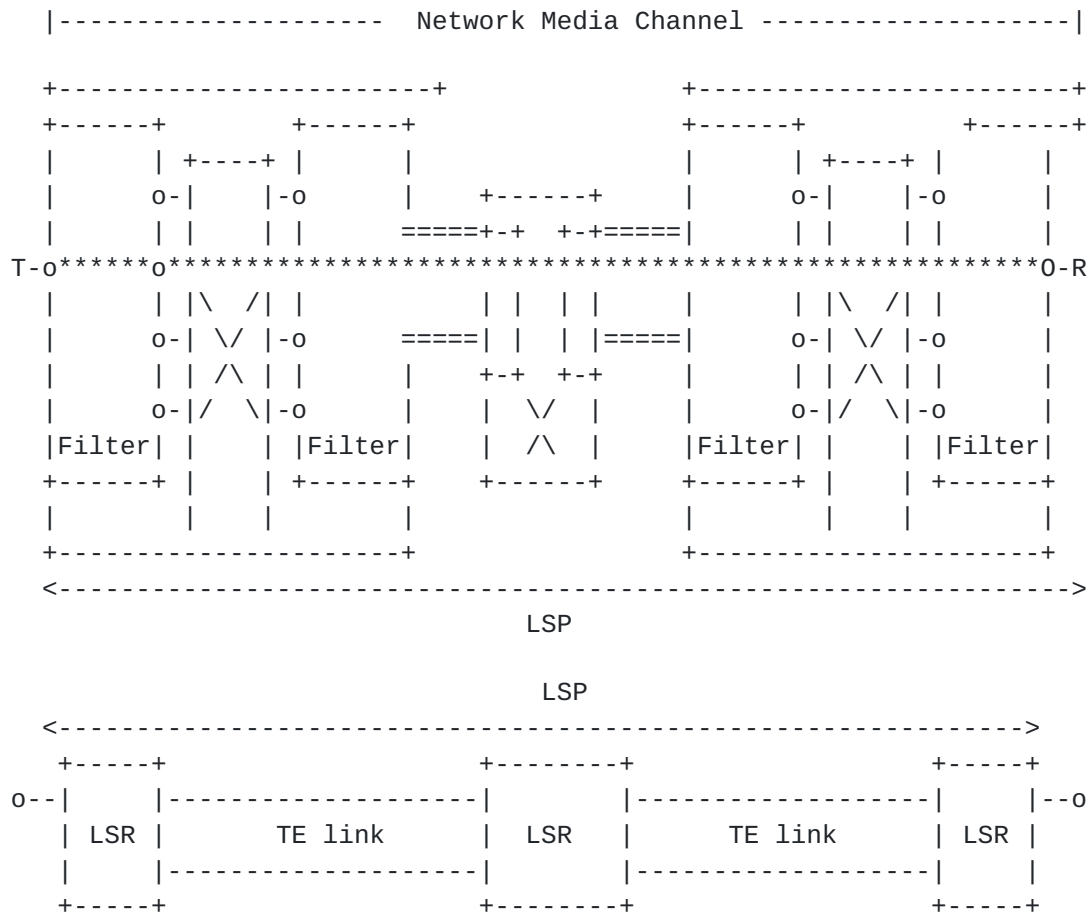 |--------------------- Network Media Channel --------------------|
T-o******o********************************************************O-R
|Filter| | | |Filter| | /\ | |Filter| | | |Filter|
<------------------------------------------------------------------>
LSP
LSP
<-------------------------------------------------------------->
o--| |--------------------| |-------------------| |--o
| LSR | TE link | LSR | TE link | LSR |